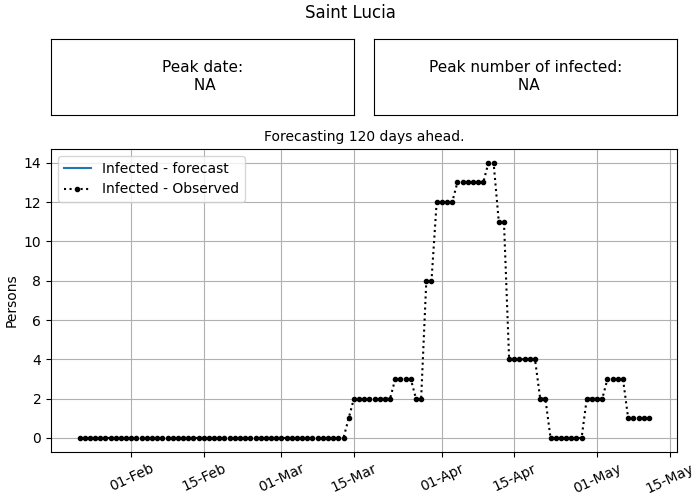 Saint Lucia
Peak date:
NA
Peak number of infected:
NA
Forecasting 120 days ahead.
Infected - forecast
Infected - Observed
Persons
14
12
10
8
6
4
2
0
01-Feb
15-Feb
01-Mar
15-Mar
01-Apr
15-Apr
01-May
15-May